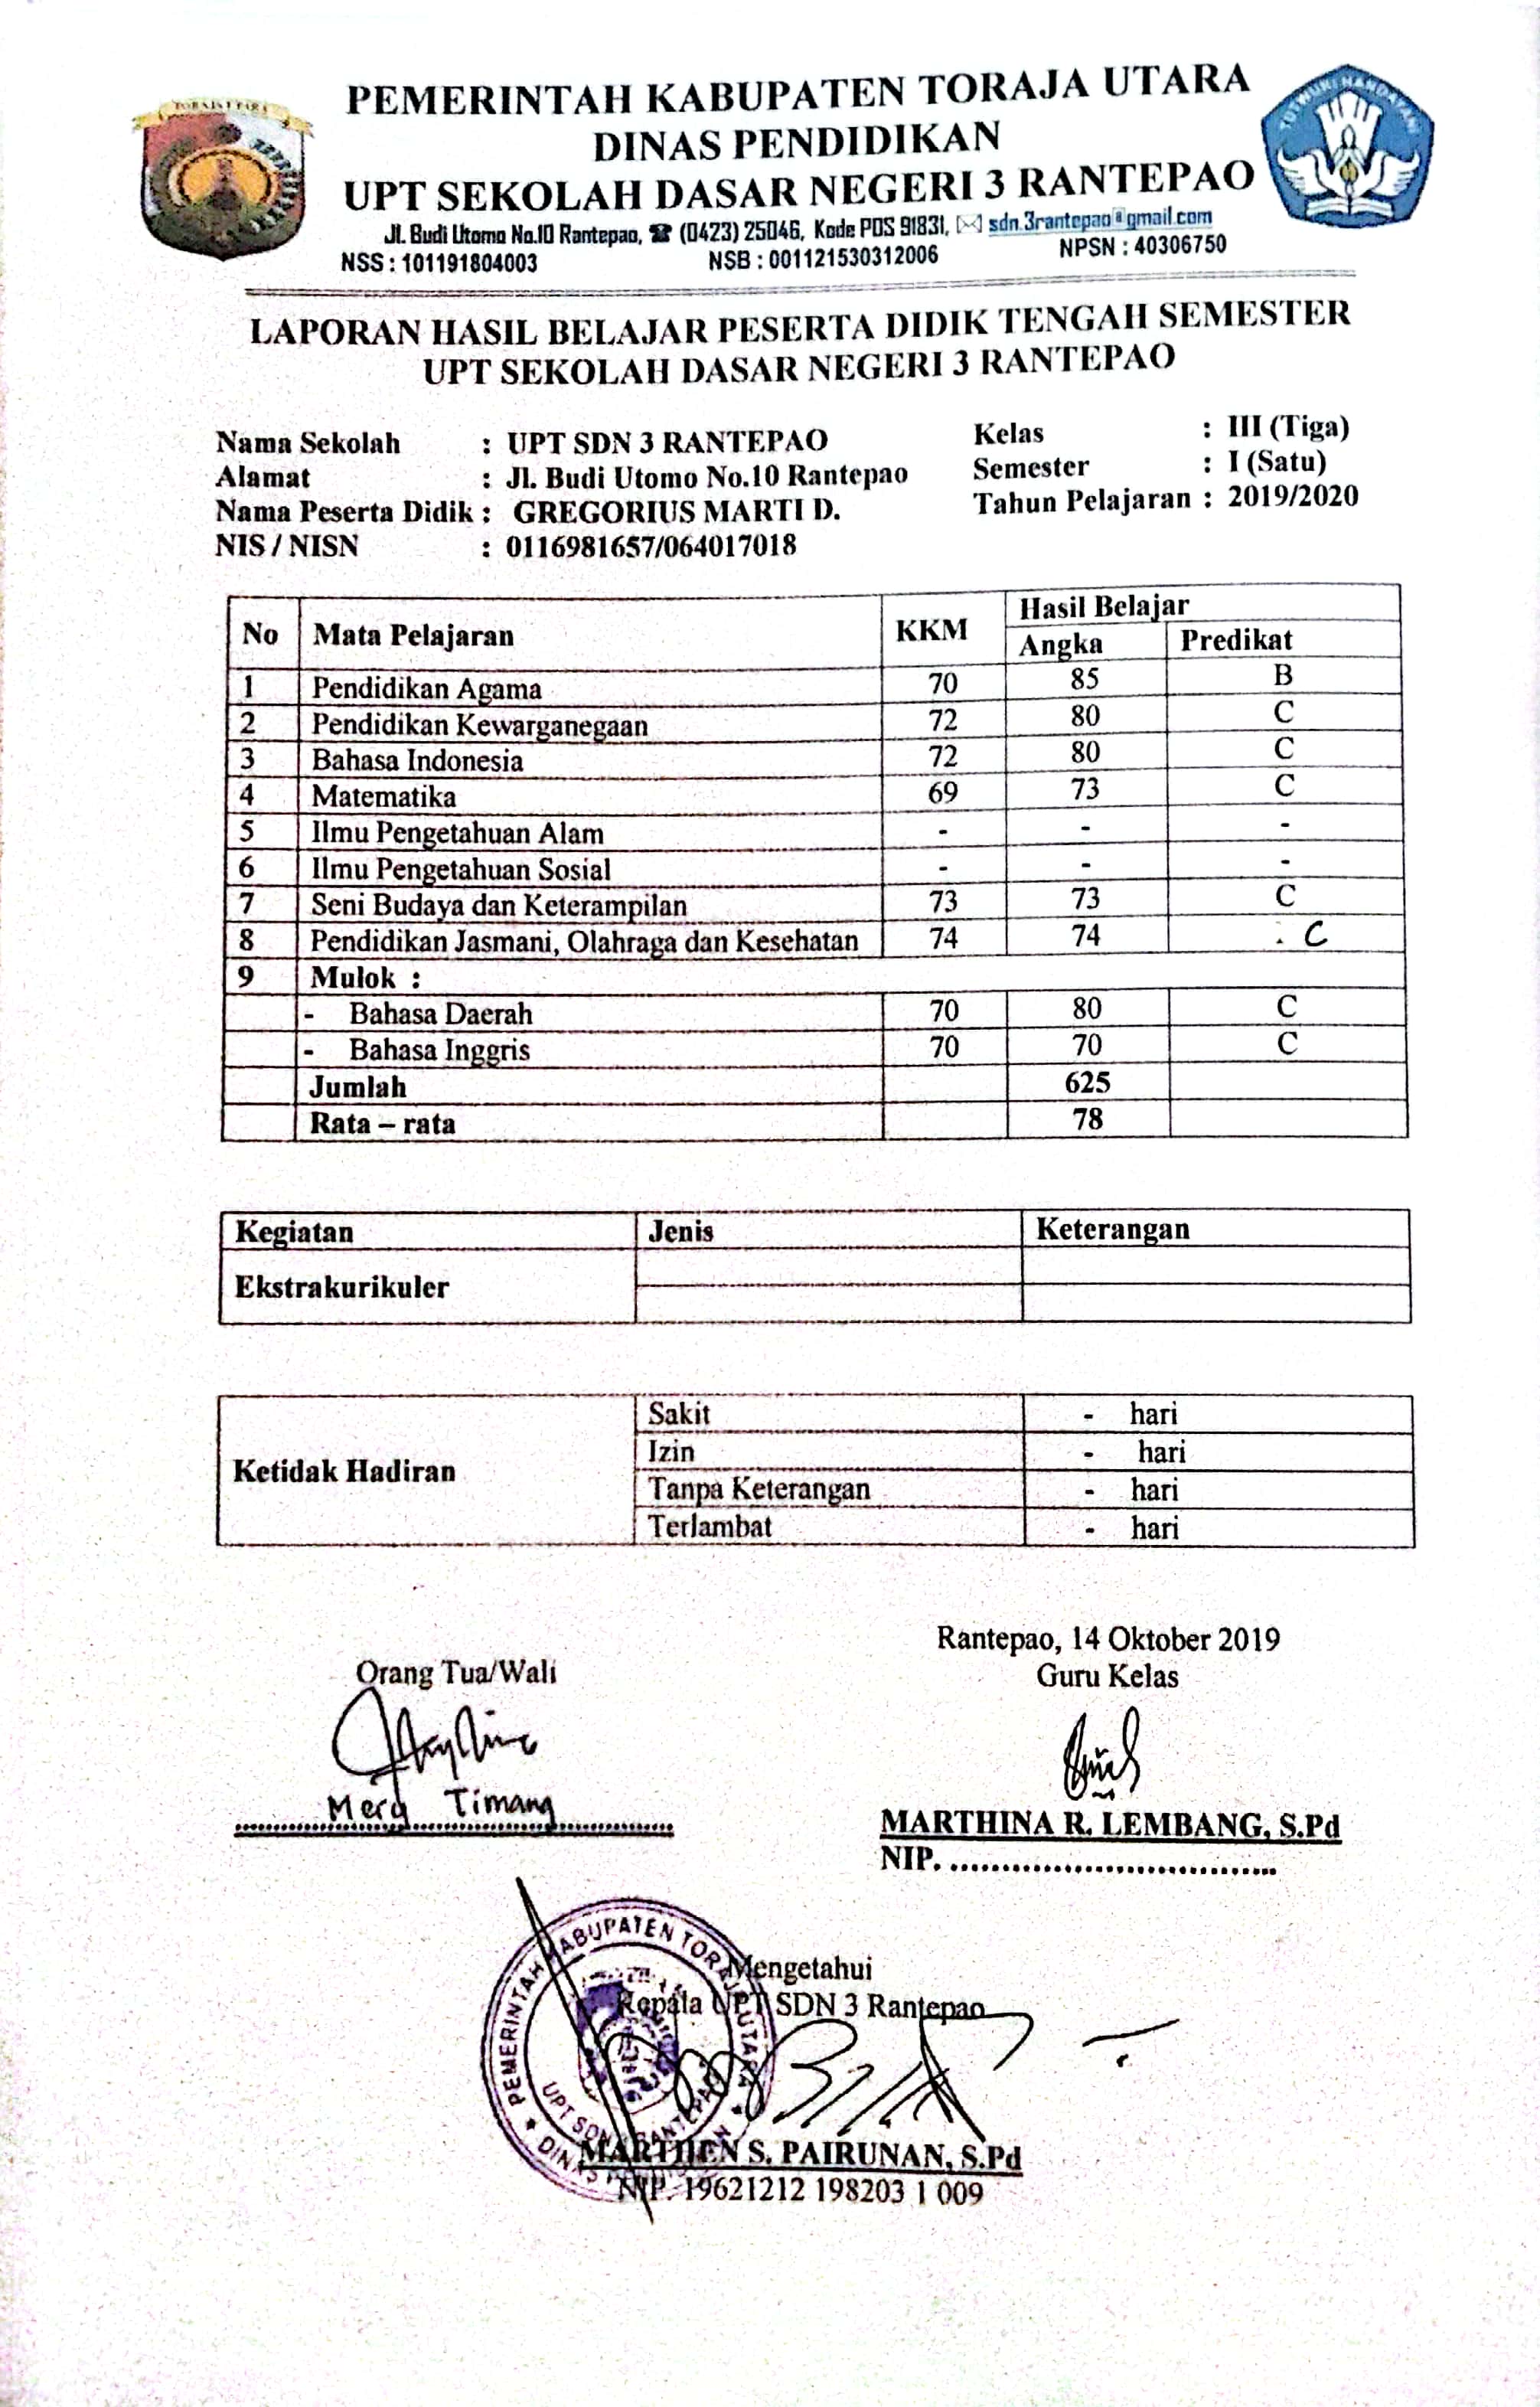 TORAJA UTARA
TUT WURI HANDAYANI
PEMERINTAH KABUPATEN TORAJA UTARA
DINAS PENDIDIKAN
UPT SEKOLAH DASAR NEGERI 3 RANTEPAO
Jl. Budi Utomo No.10 Rantepao, ☎ (0423) 25046, Kode POS 91831, ✉ sdn.3rantepao@gmail.com
NSS : 101191804003 NSB : 001121530312006 NPSN : 40306750
LAPORAN HASIL BELAJAR PESERTA DIDIK TENGAH SEMESTER
UPT SEKOLAH DASAR NEGERI 3 RANTEPAO
Nama Sekolah : UPT SDN 3 RANTEPAO Kelas : III (Tiga)
Alamat : Jl. Budi Utomo No.10 Rantepao Semester : I (Satu)
Nama Peserta Didik : GREGORIUS MARTI D. Tahun Pelajaran : 2019/2020
NIS / NISN : 0116981657/064017018
No Mata Pelajaran KKM Hasil Belajar
Angka Predikat
1 Pendidikan Agama 70 85 B
2 Pendidikan Kewarganegaan 72 80 C
3 Bahasa Indonesia 72 80 C
4 Matematika 69 73 C
5 Ilmu Pengetahuan Alam - - -
6 Ilmu Pengetahuan Sosial - - -
7 Seni Budaya dan Keterampilan 73 73 C
8 Pendidikan Jasmani, Olahraga dan Kesehatan 74 74 . C
9 Mulok :
- Bahasa Daerah 70 80 C
- Bahasa Inggris 70 70 C
Jumlah 625
Rata – rata 78
Kegiatan Jenis Keterangan
Ekstrakurikuler
Ketidak Hadiran
Sakit - hari
Izin - hari
Tanpa Keterangan - hari
Terlambat - hari
Rantepao, 14 Oktober 2019
Orang Tua/Wali Guru Kelas
Mery Timang
MARTHINA R. LEMBANG, S.Pd
NIP. ................................
PEMERINTAH KABUPATEN TORAJA UTARA
UPT SDN 3 RANTEPAO
Mengetahui
Kepala UPT SDN 3 Rantepao
MARTHEN S. PAIRUNAN, S.Pd
NIP. 19621212 198203 1 009